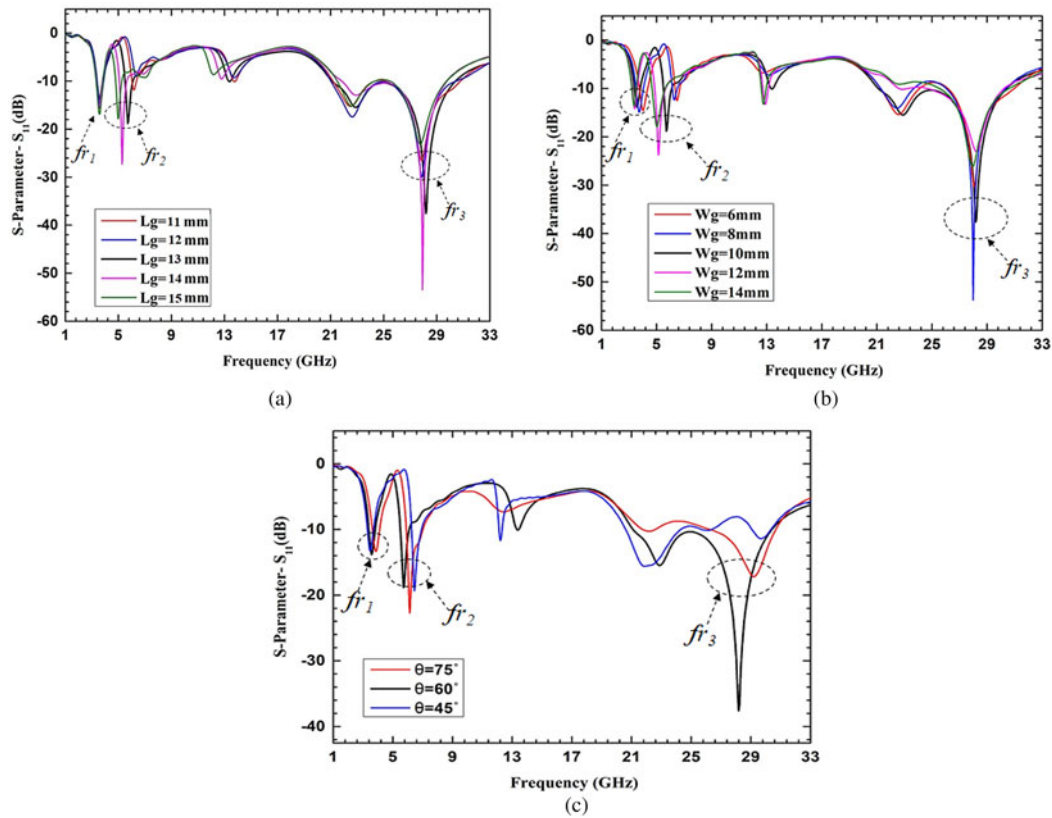 0
-10
-20
-30
-40
-50
-60
1 5 9 13 17 21 25 29 33
S-Parameter- S11(dB)
Frequency (GHz)
fr1
fr2
fr3
Lg=11 mm
Lg=12 mm
Lg=13 mm
Lg=14 mm
Lg=15 mm
(a)
0
-10
-20
-30
-40
-50
-60
1 5 9 13 17 21 25 29 33
S-Parameter- S11(dB)
Frequency (GHz)
fr1
fr2
fr3
Wg=6mm
Wg=8mm
Wg=10mm
Wg=12mm
Wg=14mm
(b)
0
-10
-20
-30
-40
1 5 9 13 17 21 25 29 33
S-Parameter- S11(dB)
Frequency (GHz)
fr1
fr2
fr3
θ=75°
θ=60°
θ=45°
(c)